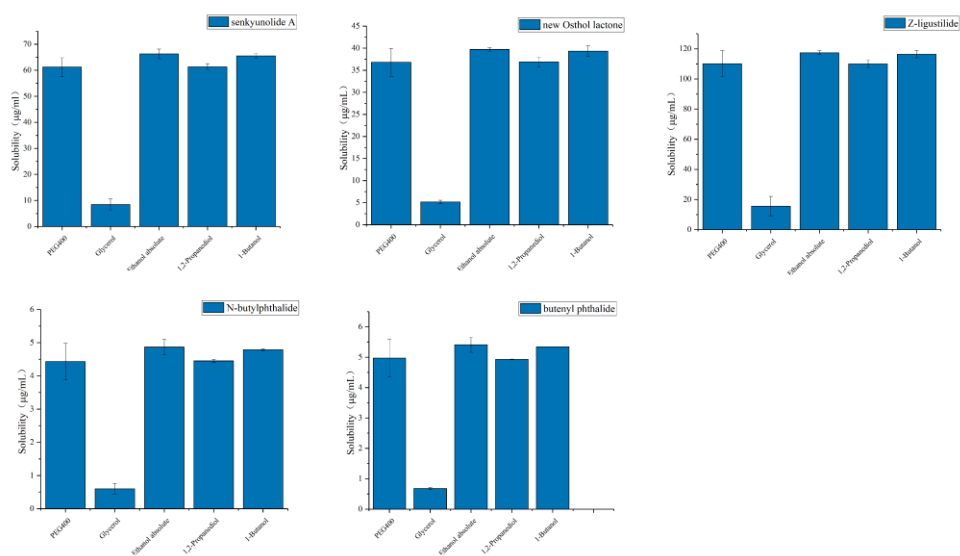 senkyunolide A
Solubility（μg/ml）
70
60
50
40
30
20
10
0
PEG400
Glycerol
Ethanol absolute
1,2-Propanediol
1-Butanol
new Osthol lactone
Solubility（μg/mL）
45
40
35
30
25
20
15
10
5
0
PEG400
Glycerol
Ethanol absolute
1,2-Propanediol
1-Butanol
Z-ligustilide
Solubility（μg/mL）
120
100
80
60
40
20
0
PEG400
Glycerol
Ethanol absolute
1,2-Propanediol
1-Butanol
N-butylphthalide
Solubility（μg/mL）
6
5
4
3
2
1
0
PEG400
Glycerol
Ethanol absolute
1,2-Propanediol
1-Butanol
butenyl phthalide
Solubility（μg/mL）
6
5
4
3
2
1
0
PEG400
Glycerol
Ethanol absolute
1,2-Propanediol
1-Butanol